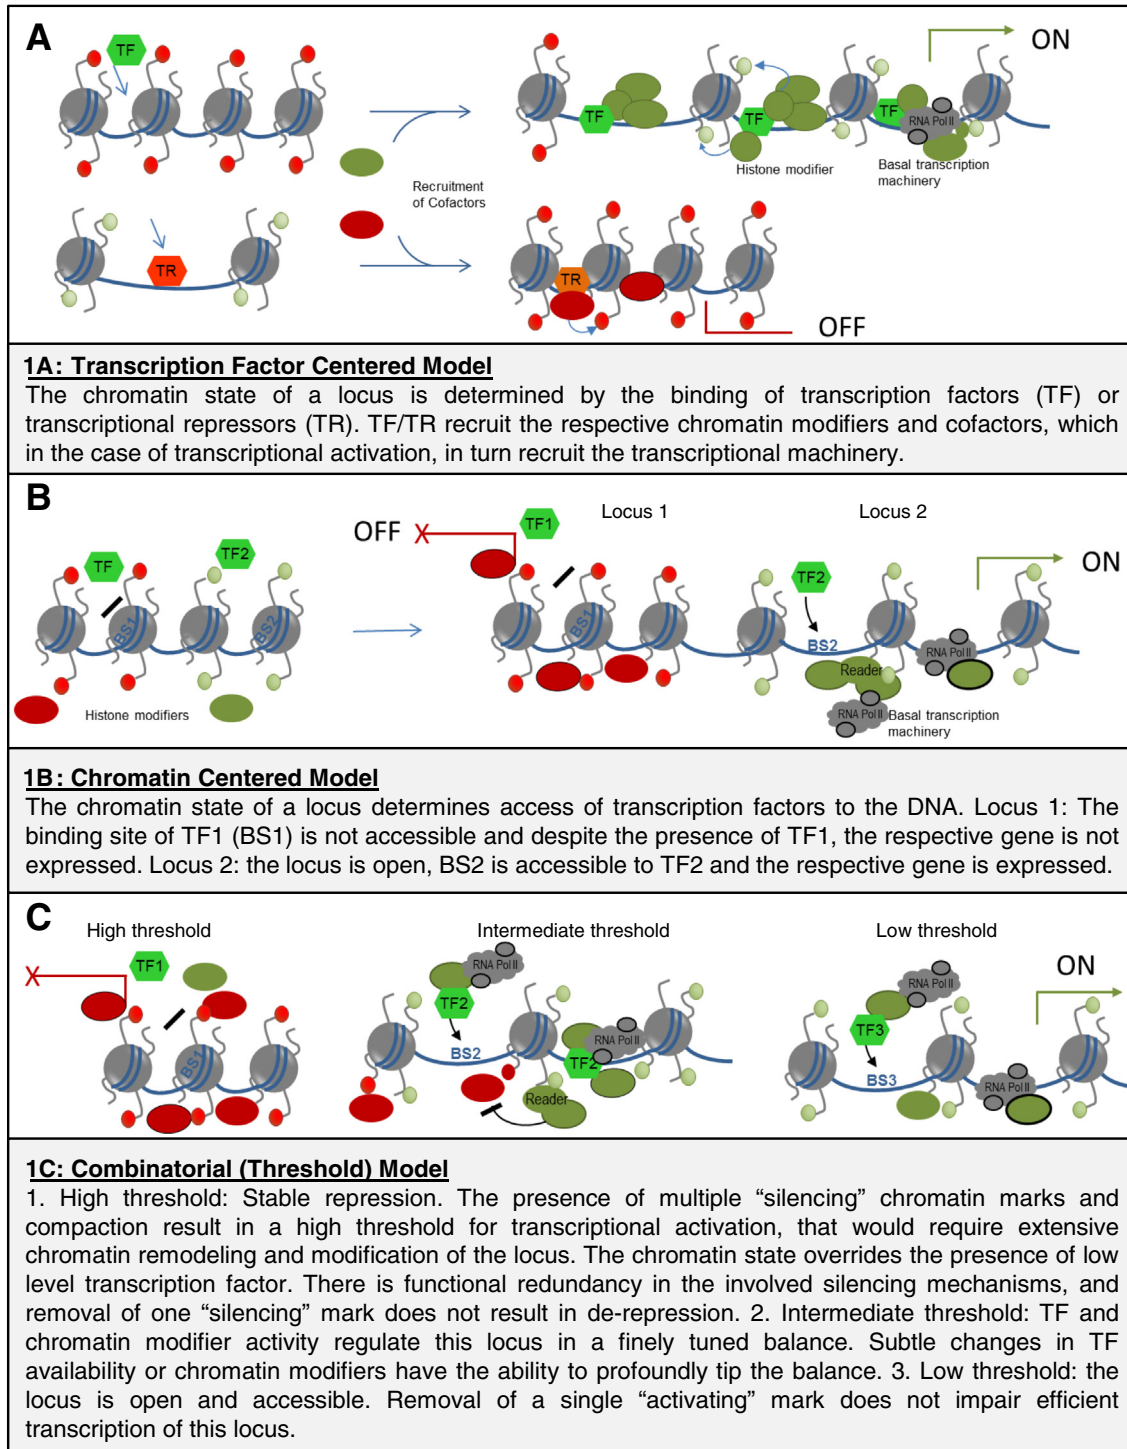 A
TF
ON
TF
TF
TF
RNA Pol II
Histone modifier
Basal transcription
machinery
Recruitment
of Cofactors
TR
TR
OFF
1A: Transcription Factor Centered Model
The chromatin state of a locus is determined by the binding of transcription factors (TF) or
transcriptional repressors (TR). TF/TR recruit the respective chromatin modifiers and cofactors, which
in the case of transcriptional activation, in turn recruit the transcriptional machinery.
B
Locus 1
Locus 2
OFF
X
TF1
TF
TF2
TF2
ON
BS1
BS2
BS1
BS2
RNA Pol II
Reader
Histone modifiers
RNA Pol II
Basal transcription
machinery
1B: Chromatin Centered Model
The chromatin state of a locus determines access of transcription factors to the DNA. Locus 1: The
binding site of TF1 (BS1) is not accessible and despite the presence of TF1, the respective gene is not
expressed. Locus 2: the locus is open, BS2 is accessible to TF2 and the respective gene is expressed.
C
High threshold
Intermediate threshold
Low threshold
X
TF1
RNA Pol II
TF2
RNA Pol II
ON
TF3
BS1
BS2
RNA Pol II
TF2
BS3
RNA Pol II
Reader
1C: Combinatorial (Threshold) Model
1. High threshold: Stable repression. The presence of multiple “silencing” chromatin marks and
compaction result in a high threshold for transcriptional activation, that would require extensive
chromatin remodeling and modification of the locus. The chromatin state overrides the presence of low
level transcription factor. There is functional redundancy in the involved silencing mechanisms, and
removal of one “silencing” mark does not result in de-repression. 2. Intermediate threshold: TF and
chromatin modifier activity regulate this locus in a finely tuned balance. Subtle changes in TF
availability or chromatin modifiers have the ability to profoundly tip the balance. 3. Low threshold: the
locus is open and accessible. Removal of a single “activating” mark does not impair efficient
transcription of this locus.